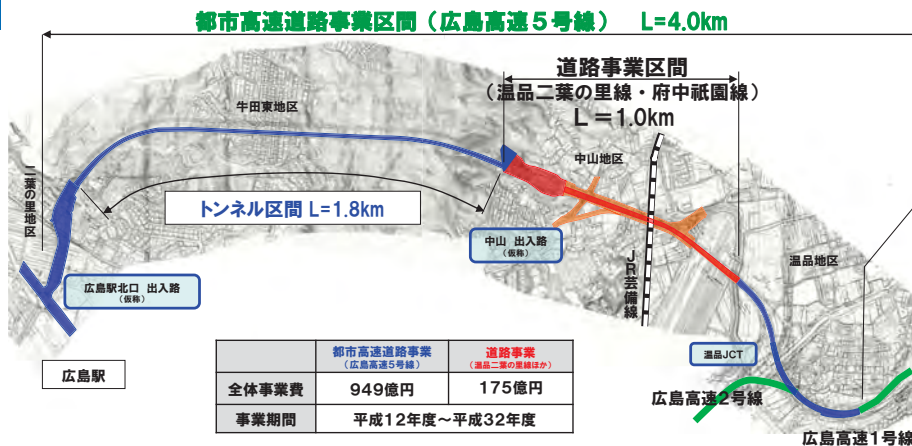 都市高速道路事業区間（広島高速5号線）　L=4.0km
道路事業区間
（温品二葉の里線・府中祇園線）
L＝1.0km
牛田東地区
中山地区
二葉の里地区
トンネル区間 L=1.8km
中山 出入路
（仮称）
JR芸備線
温品地区
広島駅北口 出入路
（仮称）
温品JCT
広島駅
都市高速道路事業
（広島高速5号線）
道路事業
（温品二葉の里線ほか）
全体事業費
949億円
175億円
事業期間
平成12年度～平成32年度
広島高速2号線
広島高速1号線